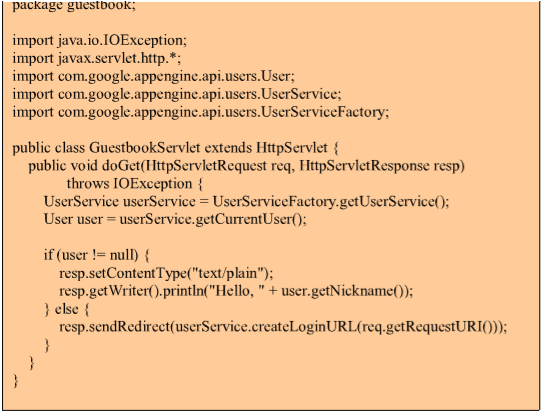 package guestbook;
import java.io.IOException;
import javax.servlet.http.*;
import com.google.appengine.api.users.User;
import com.google.appengine.api.users.UserService;
import com.google.appengine.api.users.UserServiceFactory;
public class GuestbookServlet extends HttpServlet {
public void doGet(HttpServletRequest req, HttpServletResponse resp)
throws IOException {
UserService userService = UserServiceFactory.getUserService();
User user = userService.getCurrentUser();
if (user != null) {
resp.setContentType("text/plain");
resp.getWriter().println("Hello, " + user.getNickname());
} else {
resp.sendRedirect(userService.createLoginURL(req.getRequestURI()));
}
}
}